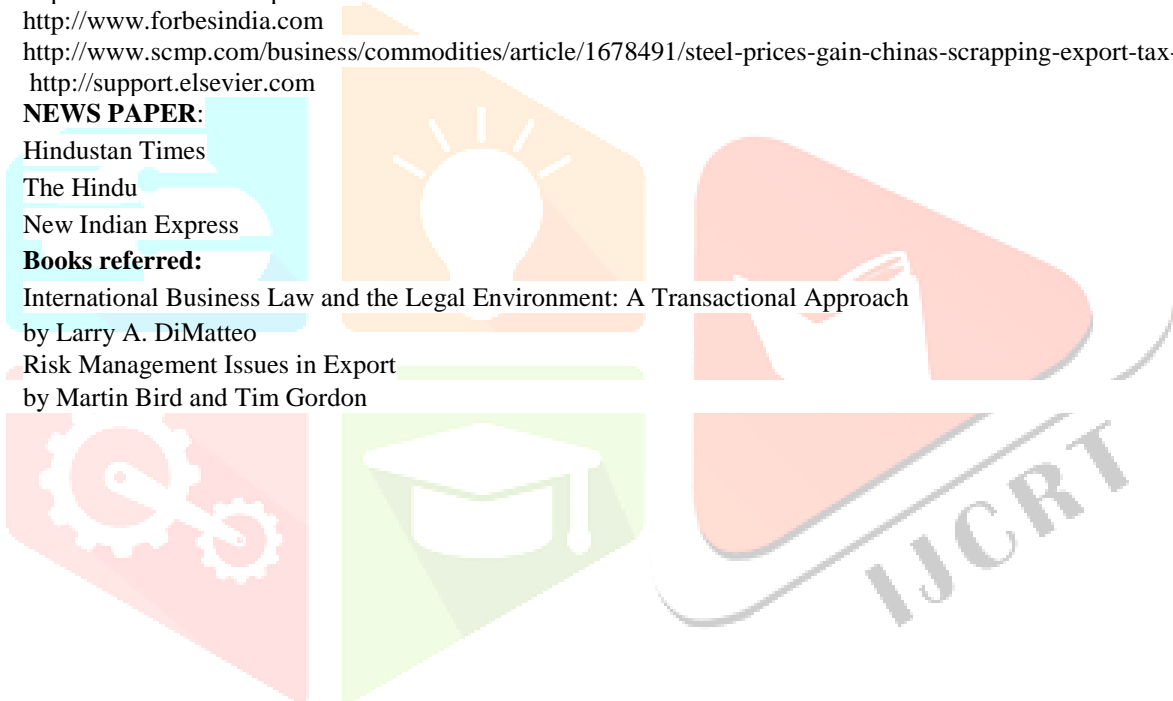 http://www.forbesindia.com
http://www.scmp.com/business/commodities/article/1678491/steel-prices-gain-chinas-scrapping-export-tax-
http://support.elsevier.com
NEWS PAPER:
Hindustan Times
The Hindu
New Indian Express
Books referred:
International Business Law and the Legal Environment: A Transactional Approach
by Larry A. DiMatteo
Risk Management Issues in Export
by Martin Bird and Tim Gordon
IJCRT